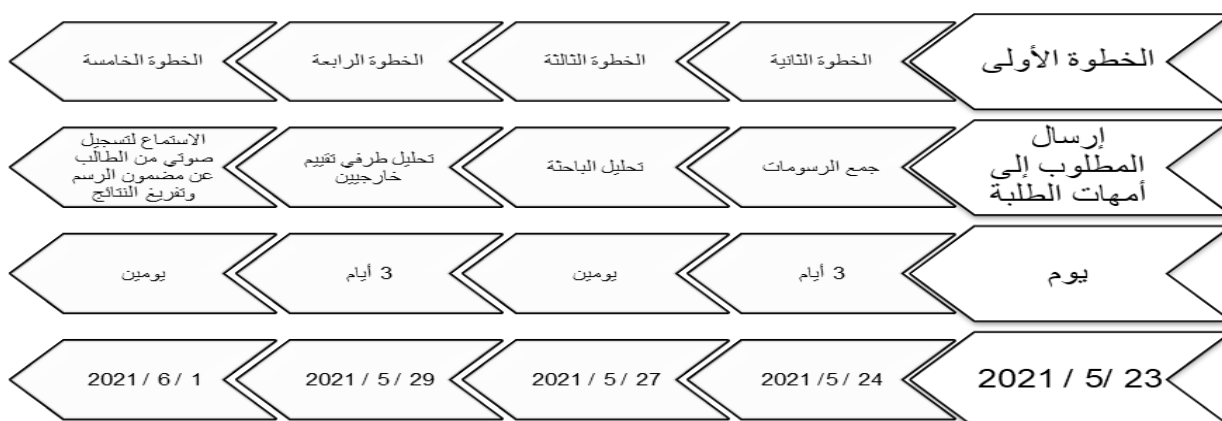 الخطوة الأولى
الخطوة الثانية
الخطوة الثالثة
الخطوة الرابعة
الخطوة الخامسة
إرسال
المطلوب إلى
أمهات الطلبة
جمع الرسومات
تحليل الباحثة
تحليل طرفي تقييم
خارجيين
الاستماع لتسجيل
صوتي من الطالب
عن مضمون الرسم
وتفريغ النتائج
يوم
3 أيام
يومين
3 أيام
يومين
23 /5 / 2021
24 /5/ 2021
27 / 5 / 2021
29 / 5 / 2021
1 / 6 / 2021